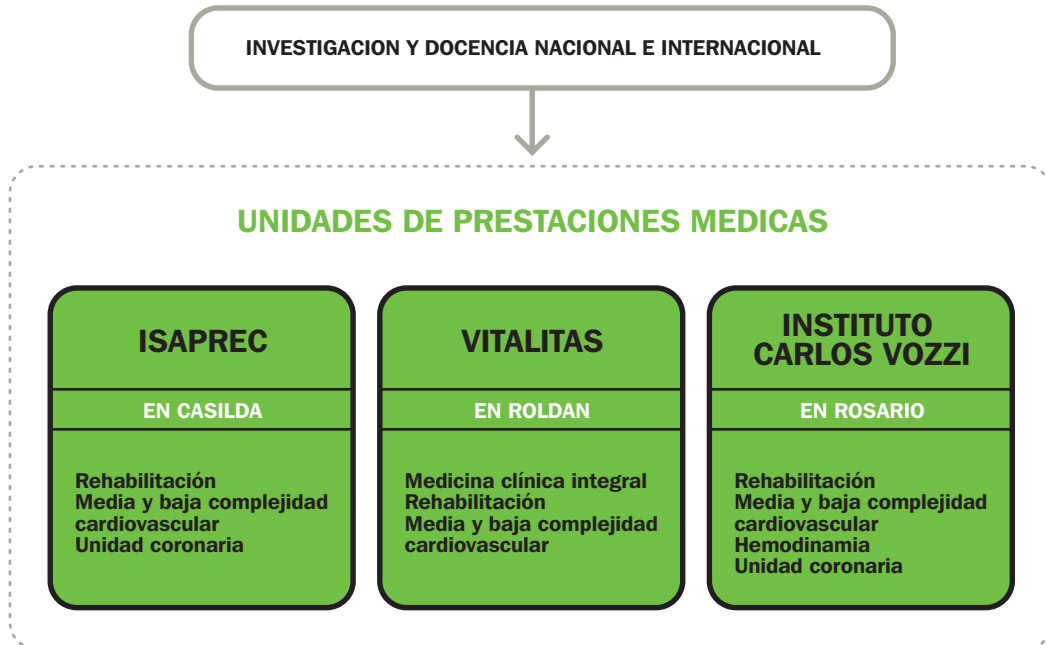 INVESTIGACION Y DOCENCIA NACIONAL E INTERNACIONAL
UNIDADES DE PRESTACIONES MEDICAS
ISAPREC
EN CASILDA
Rehabilitación
Media y baja complejidad
cardiovascular
Unidad coronaria
VITALITAS
EN ROLDAN
Medicina clínica integral
Rehabilitación
Media y baja complejidad
cardiovascular
INSTITUTO
CARLOS VOZZI
EN ROSARIO
Rehabilitación
Media y baja complejidad
cardiovascular
Hemodinamia
Unidad coronaria